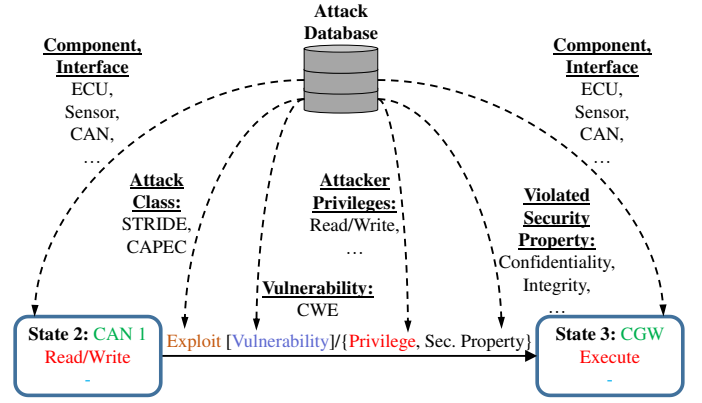 Attack
Database
Component,
Interface
ECU,
Sensor,
CAN,
…
Component,
Interface
ECU,
Sensor,
CAN,
…
Attack
Class:
STRIDE,
CAPEC
Attacker
Privileges:
Read/Write,
…
Violated
Security
Property:
Confidentiality,
Integrity,
…
Vulnerability:
CWE
State 2: CAN 1
Read/Write
-
Exploit [Vulnerability]/{Privilege, Sec. Property}
State 3: CGW
Execute
-